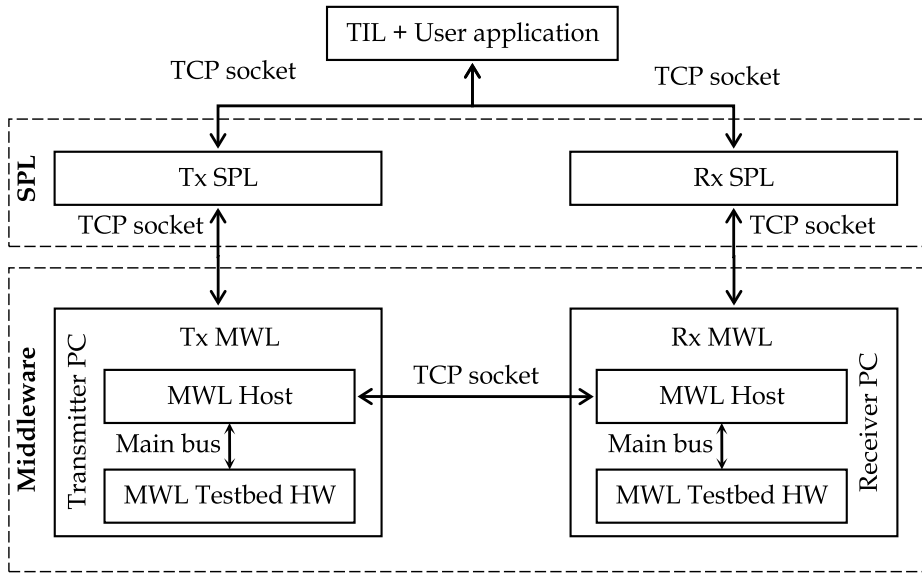 TIL + User application
TCP socket
TCP socket
SPL
Tx SPL
Rx SPL
TCP socket
TCP socket
Middleware
Transmitter PC
Tx MWL
MWL Host
Main bus
MWL Testbed HW
TCP socket
Rx MWL
MWL Host
Main bus
MWL Testbed HW
Receiver PC